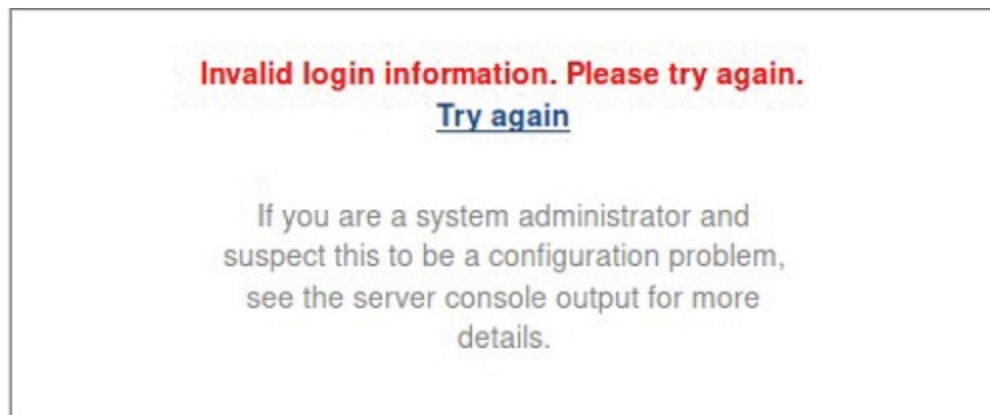 Invalid login information. Please try again.
Try again
If you are a system administrator and
suspect this to be a configuration problem,
see the server console output for more
details.